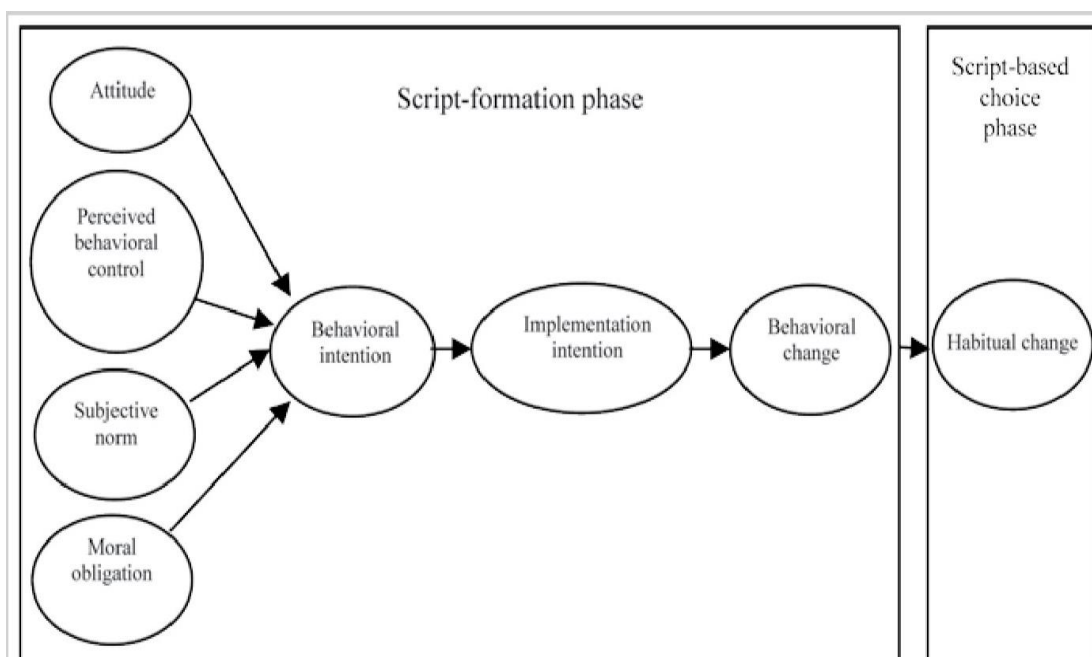 Attitude
Script-formation phase
Script-based
choice
phase
Perceived
behavioral
control
Behavioral
intention
Implementation
intention
Behavioral
change
Habitual change
Subjective
norm
Moral
obligation